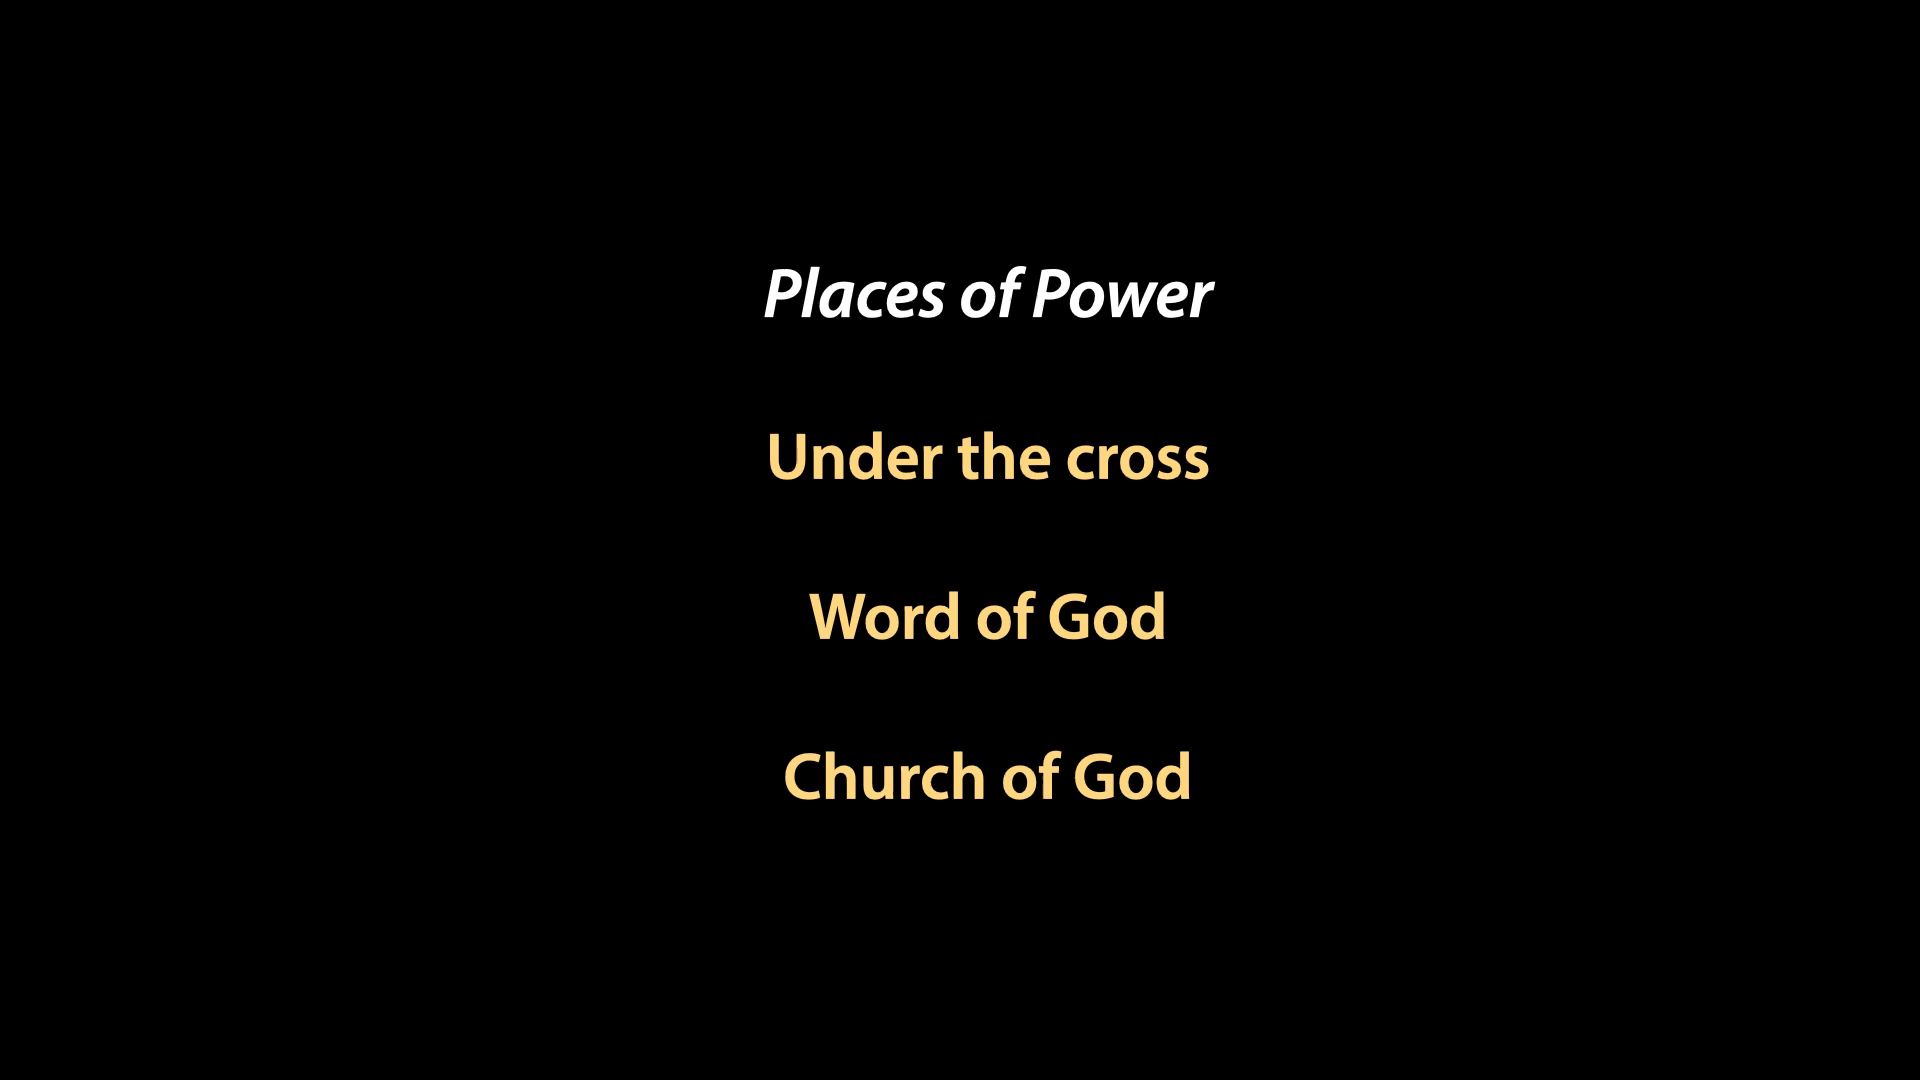 Places of Power
Under the cross
Word of God
Church of God